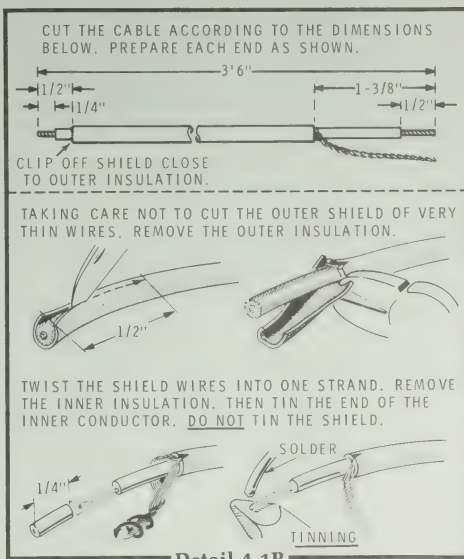 CUT THE CABLE ACCORDING TO THE DIMENSIONS
BELOW. PREPARE EACH END AS SHOWN.
3'6"
1/2"
1-3/8"
1/4"
1/2"
CLIP OFF SHIELD CLOSE
TO OUTER INSULATION.
TAKING CARE NOT TO CUT THE OUTER SHIELD OF VERY
THIN WIRES, REMOVE THE OUTER INSULATION.
1/2"
TWIST THE SHIELD WIRES INTO ONE STRAND. REMOVE
THE INNER INSULATION. THEN TIN THE END OF THE
INNER CONDUCTOR. DO NOT TIN THE SHIELD.
SOLDER
1/4"
TINNING
Detail 4-1B